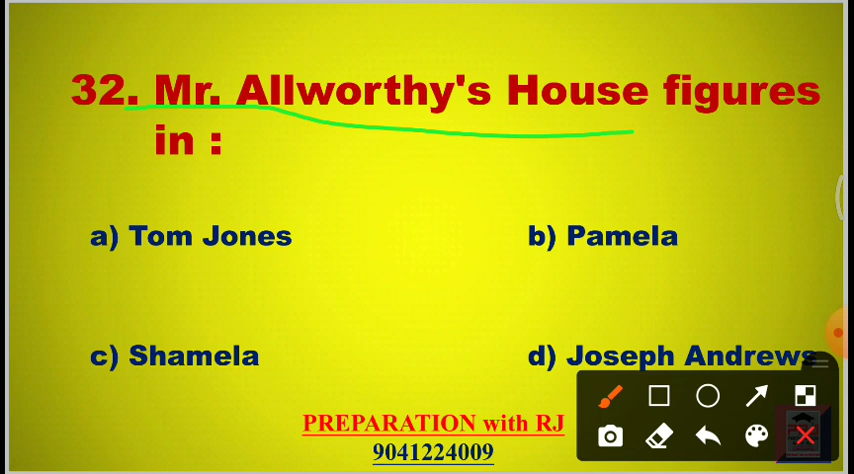 32. Mr. Allworthy's House figures
in :
a) Tom Jones
b) Pamela
c) Shamela
d) Joseph Andrews
PREPARATION with RJ
9041224009